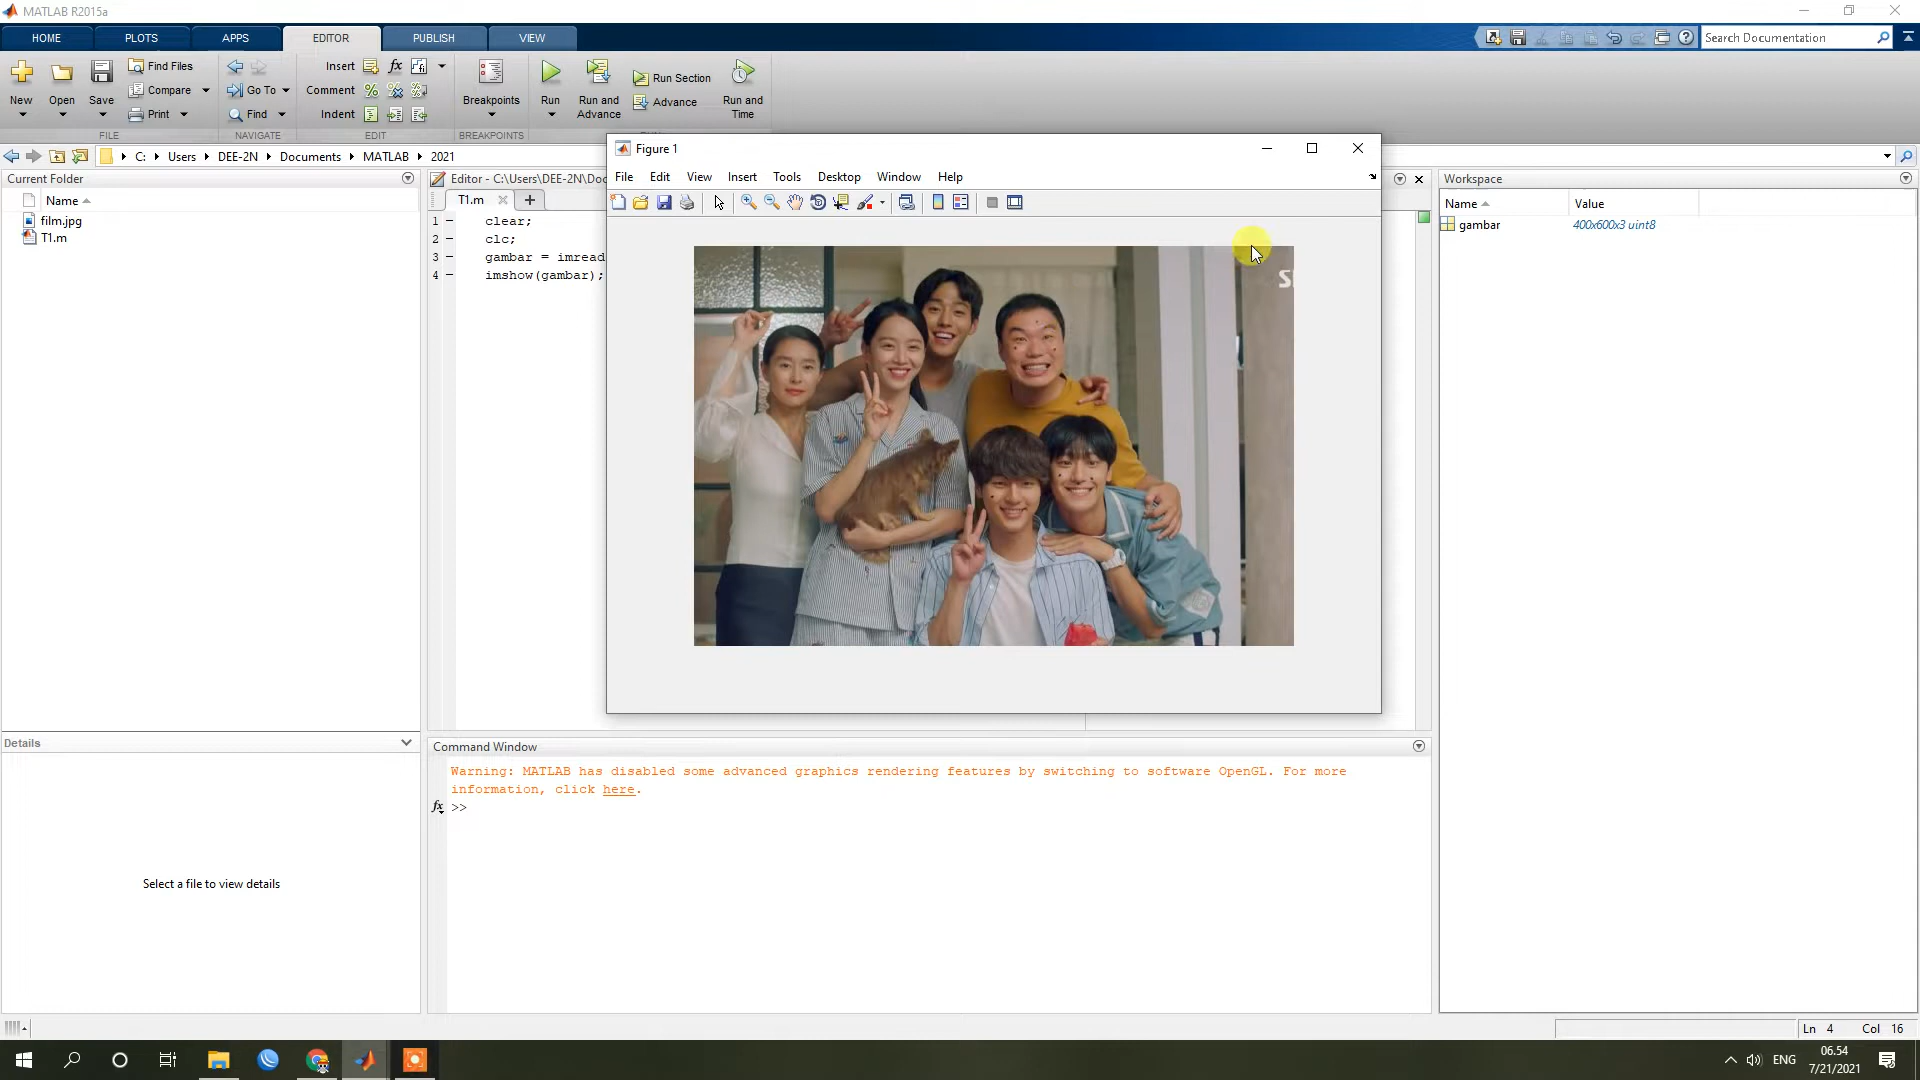 MATLAB R2015a
HOME PLOTS APPS EDITOR PUBLISH VIEW
Search Documentation
New Open Save
Find Files
Compare
Print
Go To
Find
Insert
Comment
Indent
fx
Breakpoints
Run
Run and Advance
Run Section
Advance
Run and Time
FILE NAVIGATE EDIT BREAKPOINTS
C: Users DEE-2N Documents MATLAB 2021
Current Folder
Name
film.jpg
T1.m
Details
Select a file to view details
Editor - C:\Users\DEE-2N\Doc
T1.m
1 clear;
2 clc;
3 gambar = imread
4 imshow(gambar);
Figure 1
File Edit View Insert Tools Desktop Window Help
Command Window
Warning: MATLAB has disabled some advanced graphics rendering features by switching to software OpenGL. For more
information, click here.
fx >>
Workspace
Name Value
gambar 400x600x3 uint8
Ln 4 Col 16
ENG
06.54
7/21/2021